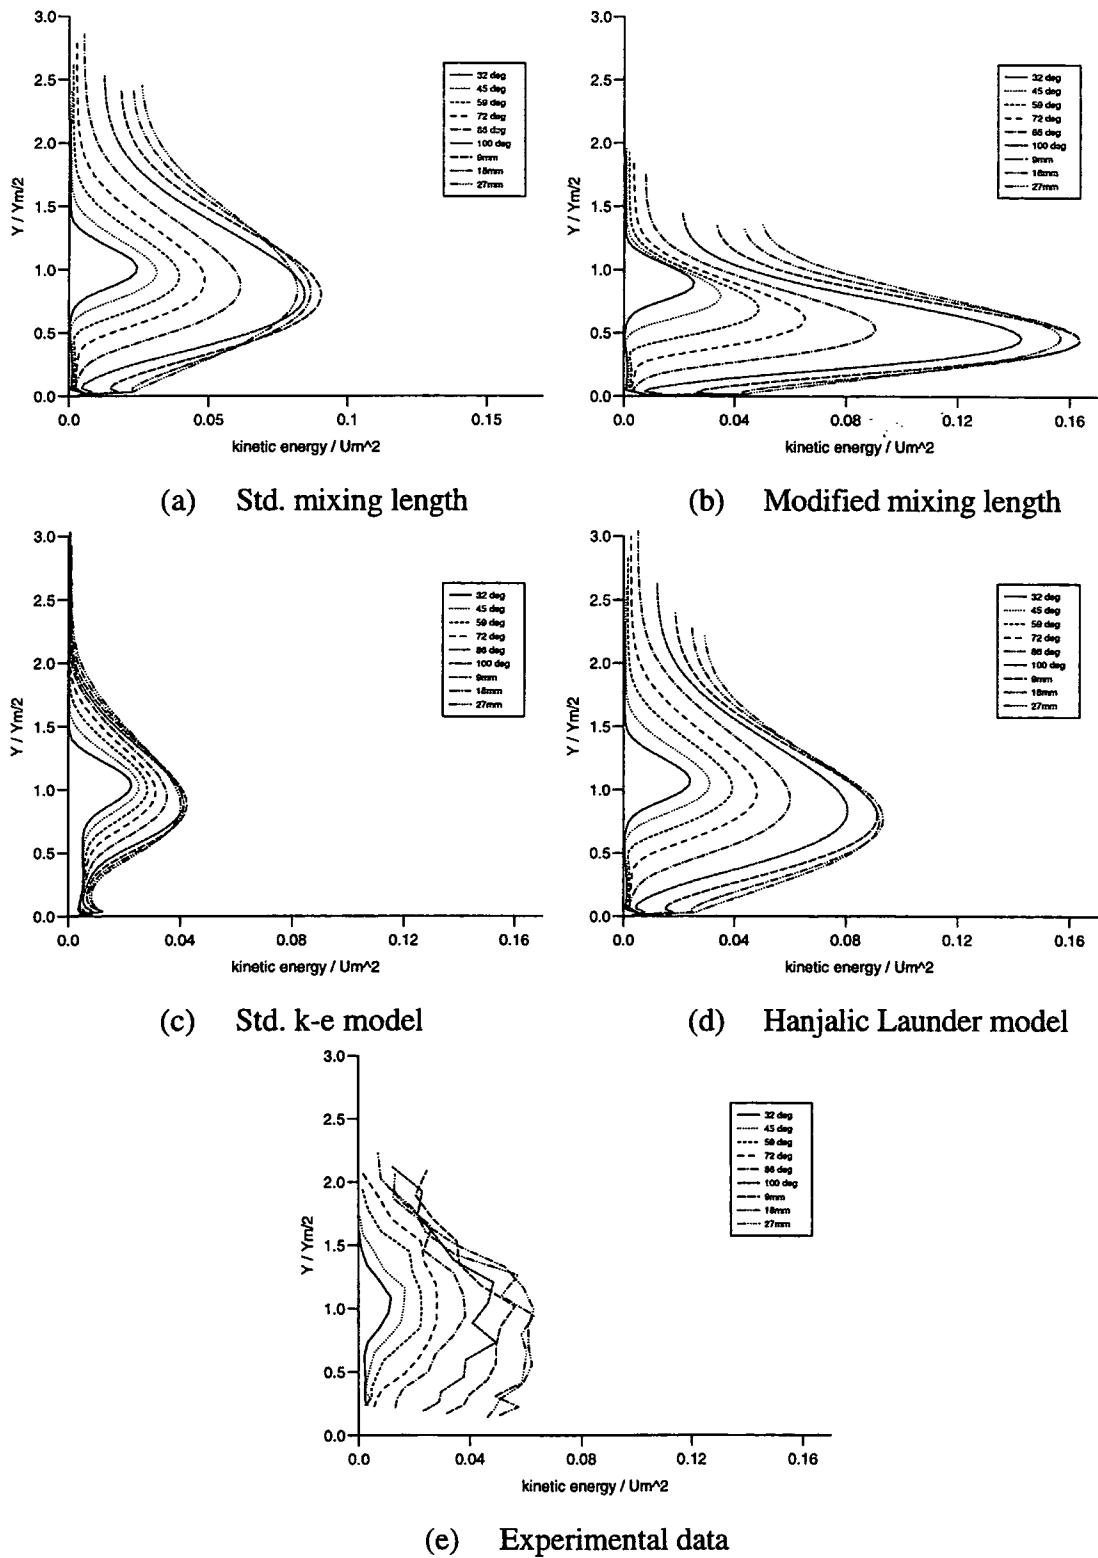 3.0
2.5
2.0
1.5
1.0
0.5
0.0
Y / Ym/2
32 deg
45 deg
59 deg
72 deg
86 deg
100 deg
9mm
18mm
27mm
0.0 0.05 0.1 0.15
kinetic energy / Um^2
(a) Std. mixing length
3.0
2.5
2.0
1.5
1.0
0.5
0.0
Y / Ym/2
32 deg
45 deg
59 deg
72 deg
86 deg
100 deg
9mm
18mm
27mm
0.0 0.04 0.08 0.12 0.16
kinetic energy / Um^2
(b) Modified mixing length
3.0
2.5
2.0
1.5
1.0
0.5
0.0
Y / Ym/2
32 deg
45 deg
59 deg
72 deg
86 deg
100 deg
9mm
18mm
27mm
0.0 0.04 0.08 0.12 0.16
kinetic energy / Um^2
(c) Std. k-e model
3.0
2.5
2.0
1.5
1.0
0.5
0.0
Y / Ym/2
32 deg
45 deg
59 deg
72 deg
86 deg
100 deg
9mm
18mm
27mm
0.0 0.04 0.08 0.12 0.16
kinetic energy / Um^2
(d) Hanjalic Launder model
3.0
2.5
2.0
1.5
1.0
0.5
0.0
Y / Ym/2
32 deg
45 deg
59 deg
72 deg
86 deg
100 deg
9mm
18mm
27mm
0.0 0.04 0.08 0.12 0.16
kinetic energy / Um^2
(e) Experimental data